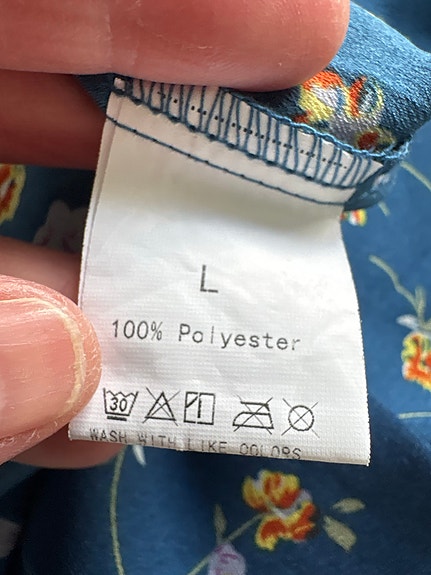 L
100% Polyester
30
WASH WITH LIKE COLORS